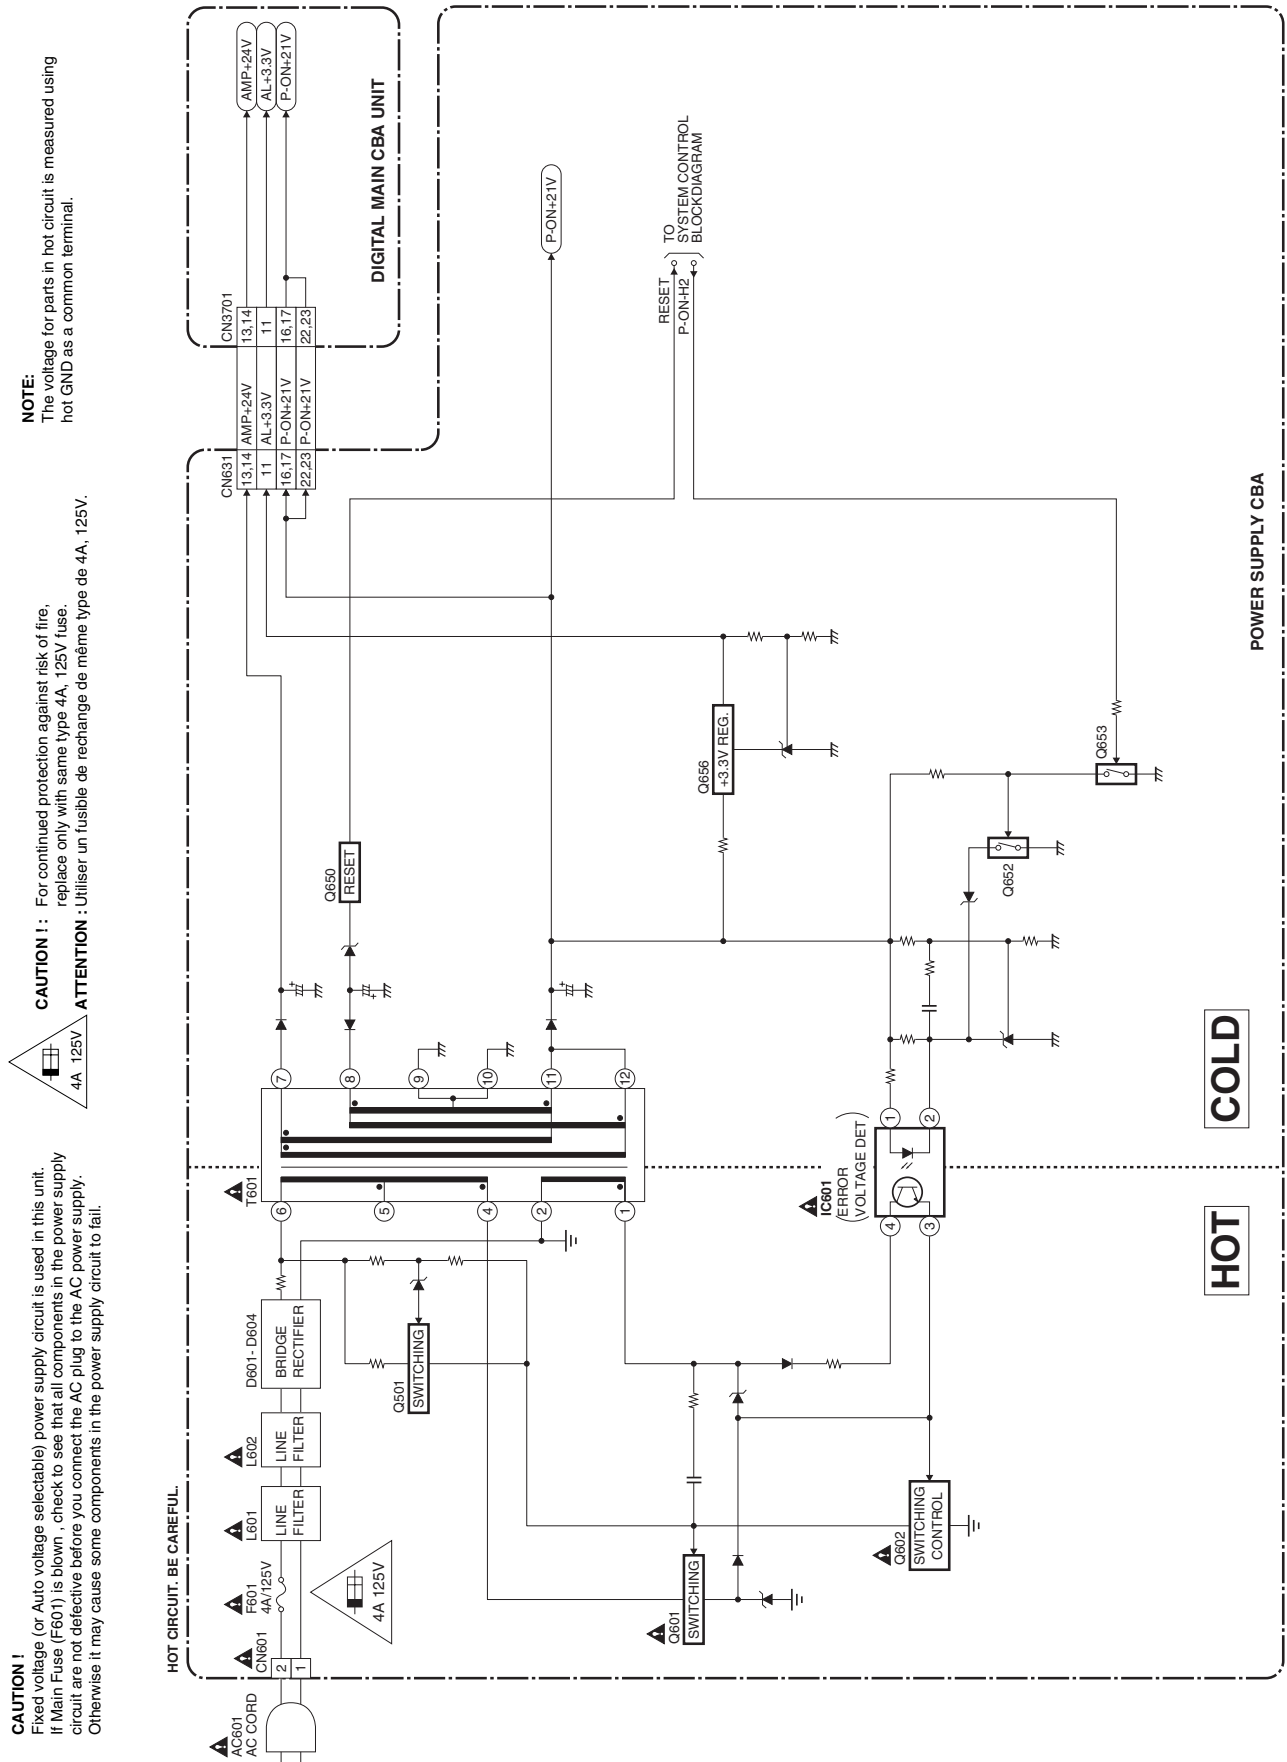 CAUTION !
Fixed voltage (or Auto voltage selectable) power supply circuit is used in this unit.
If Main Fuse (F601) is blown , check to see that all components in the power supply
circuit are not defective before you connect the AC plug to the AC power supply.
Otherwise it may cause some components in the power supply circuit to fail.
4A 125V
CAUTION ! : For continued protection against risk of fire,
replace only with same type 4A, 125V fuse.
ATTENTION : Utiliser un fusible de rechange de même type de 4A, 125V.
NOTE:
The voltage for parts in hot circuit is measured using
hot GND as a common terminal.
HOT CIRCUIT. BE CAREFUL.
AC601
AC CORD
CN601
2
1
F601
4A/125V
4A 125V
L601
LINE
FILTER
L602
LINE
FILTER
D601- D604
BRIDGE
RECTIFIER
Q501
SWITCHING
Q601
SWITCHING
Q602
SWITCHING
CONTROL
T601
6
5
4
2
1
7
8
9
10
11
12
IC601
ERROR
VOLTAGE DET
4
3
1
2
HOT
COLD
Q650
RESET
Q656
+3.3V REG.
Q652
Q653
CN631
13,14
11
16,17
22,23
AMP+24V
AL+3.3V
P-ON+21V
P-ON+21V
CN3701
13,14
11
16,17
22,23
AMP+24V
AL+3.3V
P-ON+21V
DIGITAL MAIN CBA UNIT
P-ON+21V
RESET
P-ON-H2
TO
SYSTEM CONTROL
BLOCKDIAGRAM
POWER SUPPLY CBA